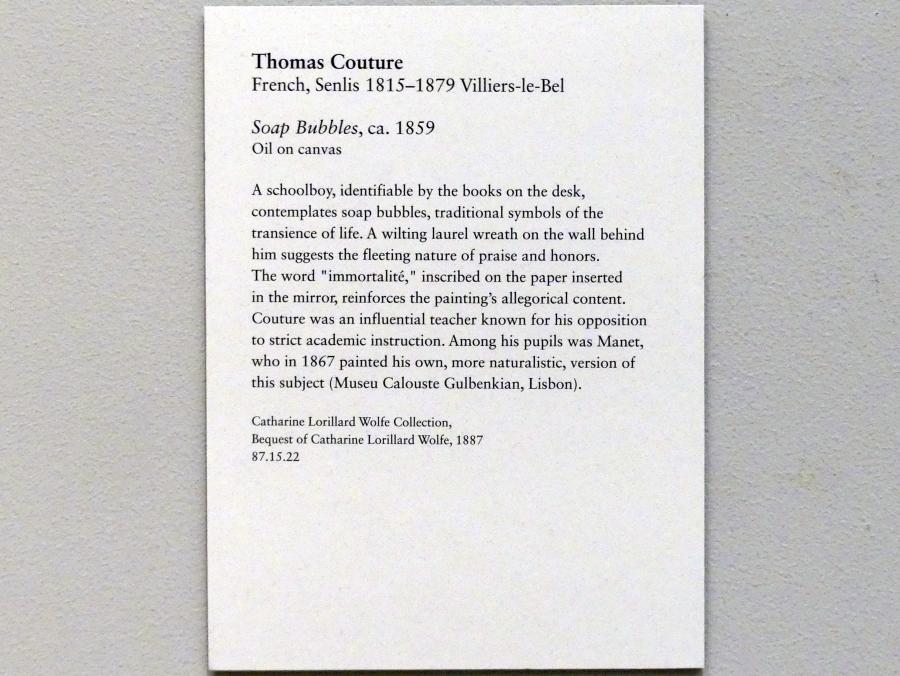 Thomas Couture
French, Senlis 1815–1879 Villiers-le-Bel
Soap Bubbles, ca. 1859
Oil on canvas
A schoolboy, identifiable by the books on the desk,
contemplates soap bubbles, traditional symbols of the
transience of life. A wilting laurel wreath on the wall behind
him suggests the fleeting nature of praise and honors.
The word "immortalité," inscribed on the paper inserted
in the mirror, reinforces the painting’s allegorical content.
Couture was an influential teacher known for his opposition
to strict academic instruction. Among his pupils was Manet,
who in 1867 painted his own, more naturalistic, version of
this subject (Museu Calouste Gulbenkian, Lisbon).
Catharine Lorillard Wolfe Collection,
Bequest of Catharine Lorillard Wolfe, 1887
87.15.22